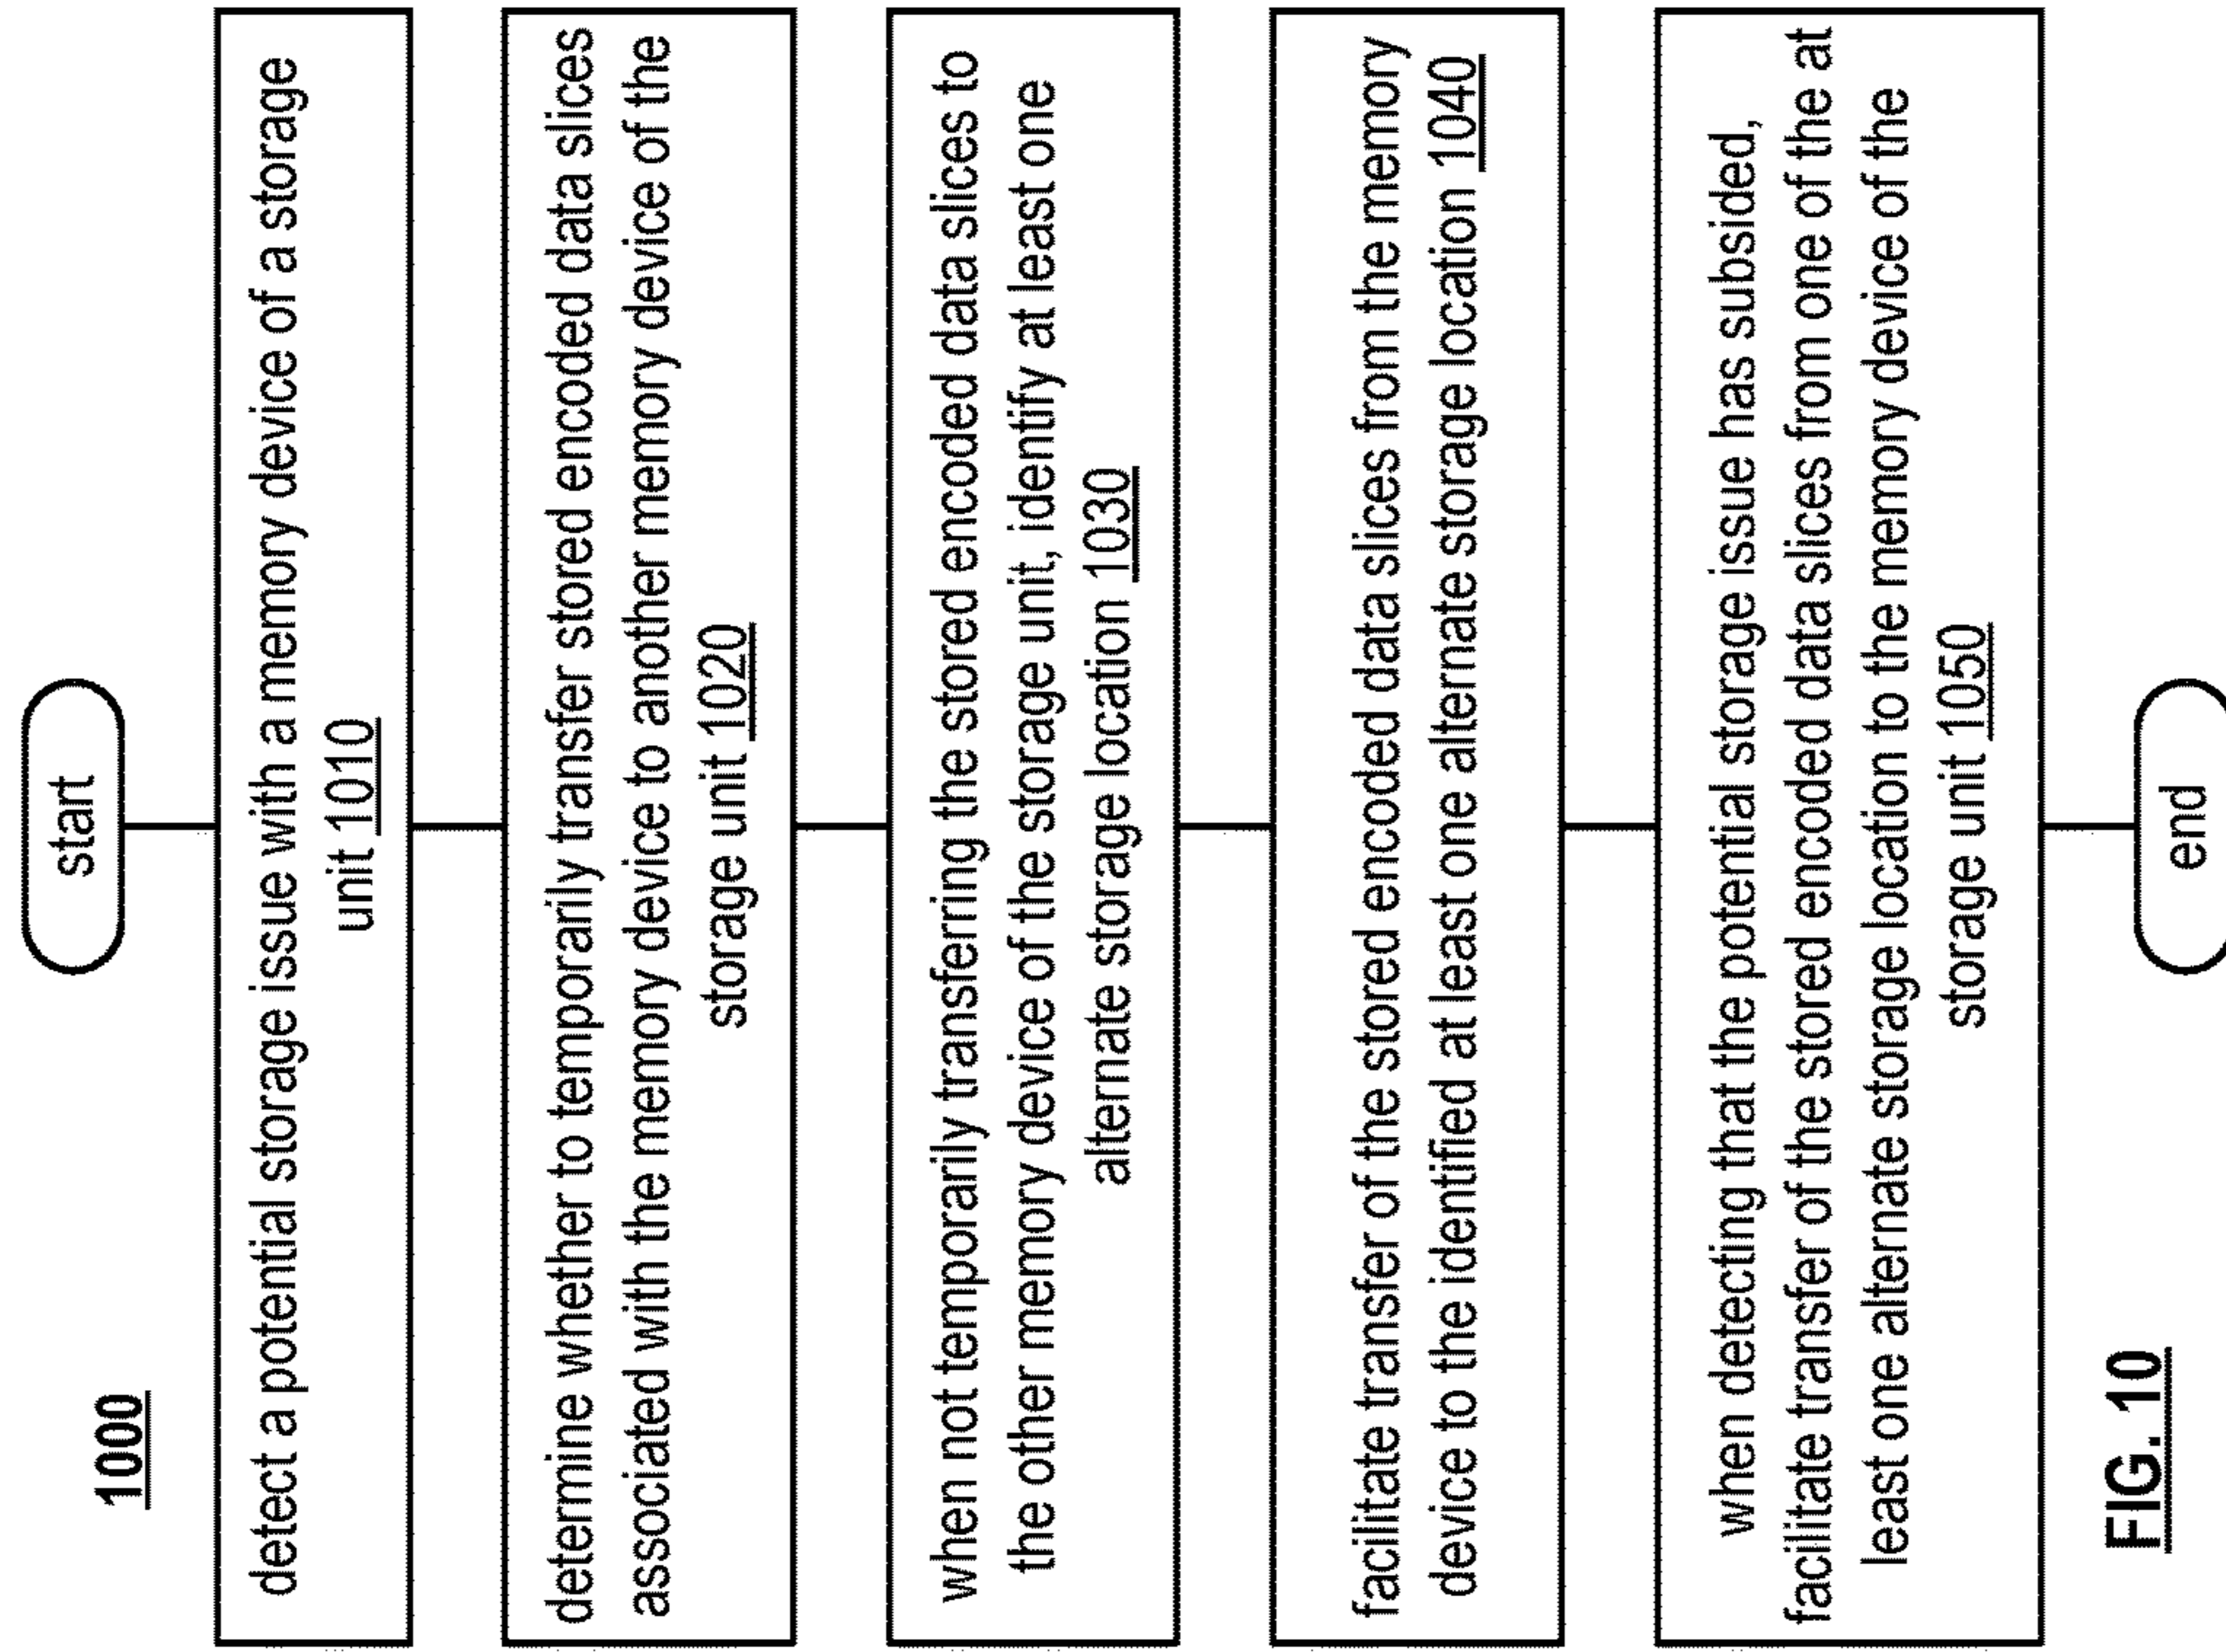 1000
start
detect a potential storage issue with a memory device of a storage
unit 1010
determine whether to temporarily transfer stored encoded data slices
associated with the memory device to another memory device of the
storage unit 1020
when not temporarily transferring the stored encoded data slices to
the other memory device of the storage unit, identify at least one
alternate storage location 1030
facilitate transfer of the stored encoded data slices from the memory
device to the identified at least one alternate storage location 1040
when detecting that the potential storage issue has subsided,
facilitate transfer of the stored encoded data slices from one of the at
least one alternate storage location to the memory device of the
storage unit 1050
end
FIG. 10